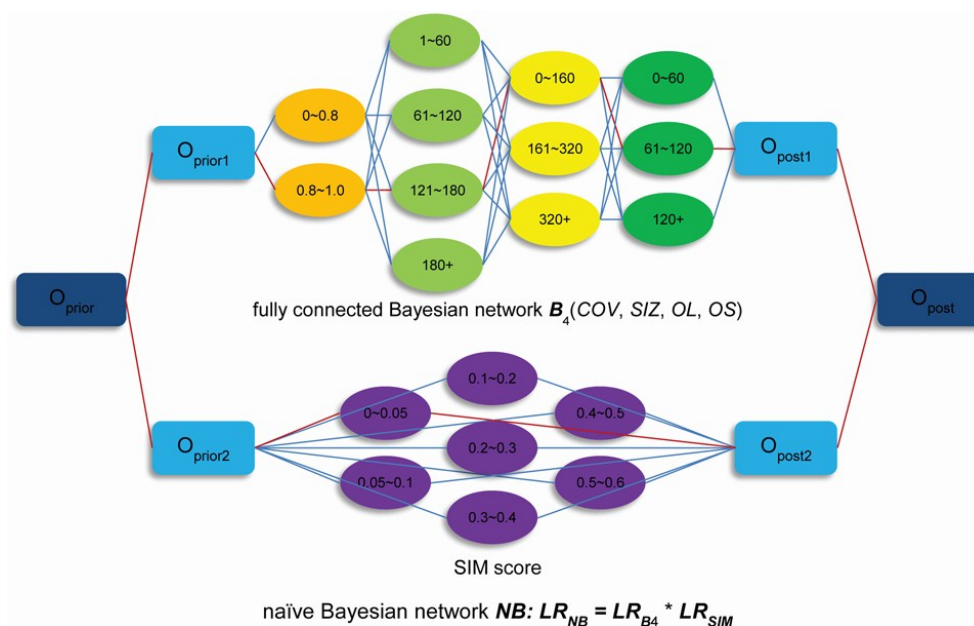 1~60
0~160
0~60
0~0.8
61~120
O_prior1
161~320
61~120
O_post1
0.8~1.0
121~180
320+
120+
180+
O_prior
O_post
fully connected Bayesian network B_4(COV, SIZ, OL, OS)
0.1~0.2
0~0.05
0.4~0.5
O_prior2
0.2~0.3
O_post2
0.05~0.1
0.5~0.6
0.3~0.4
SIM score
naïve Bayesian network NB: LR_NB = LR_B4 * LR_SIM